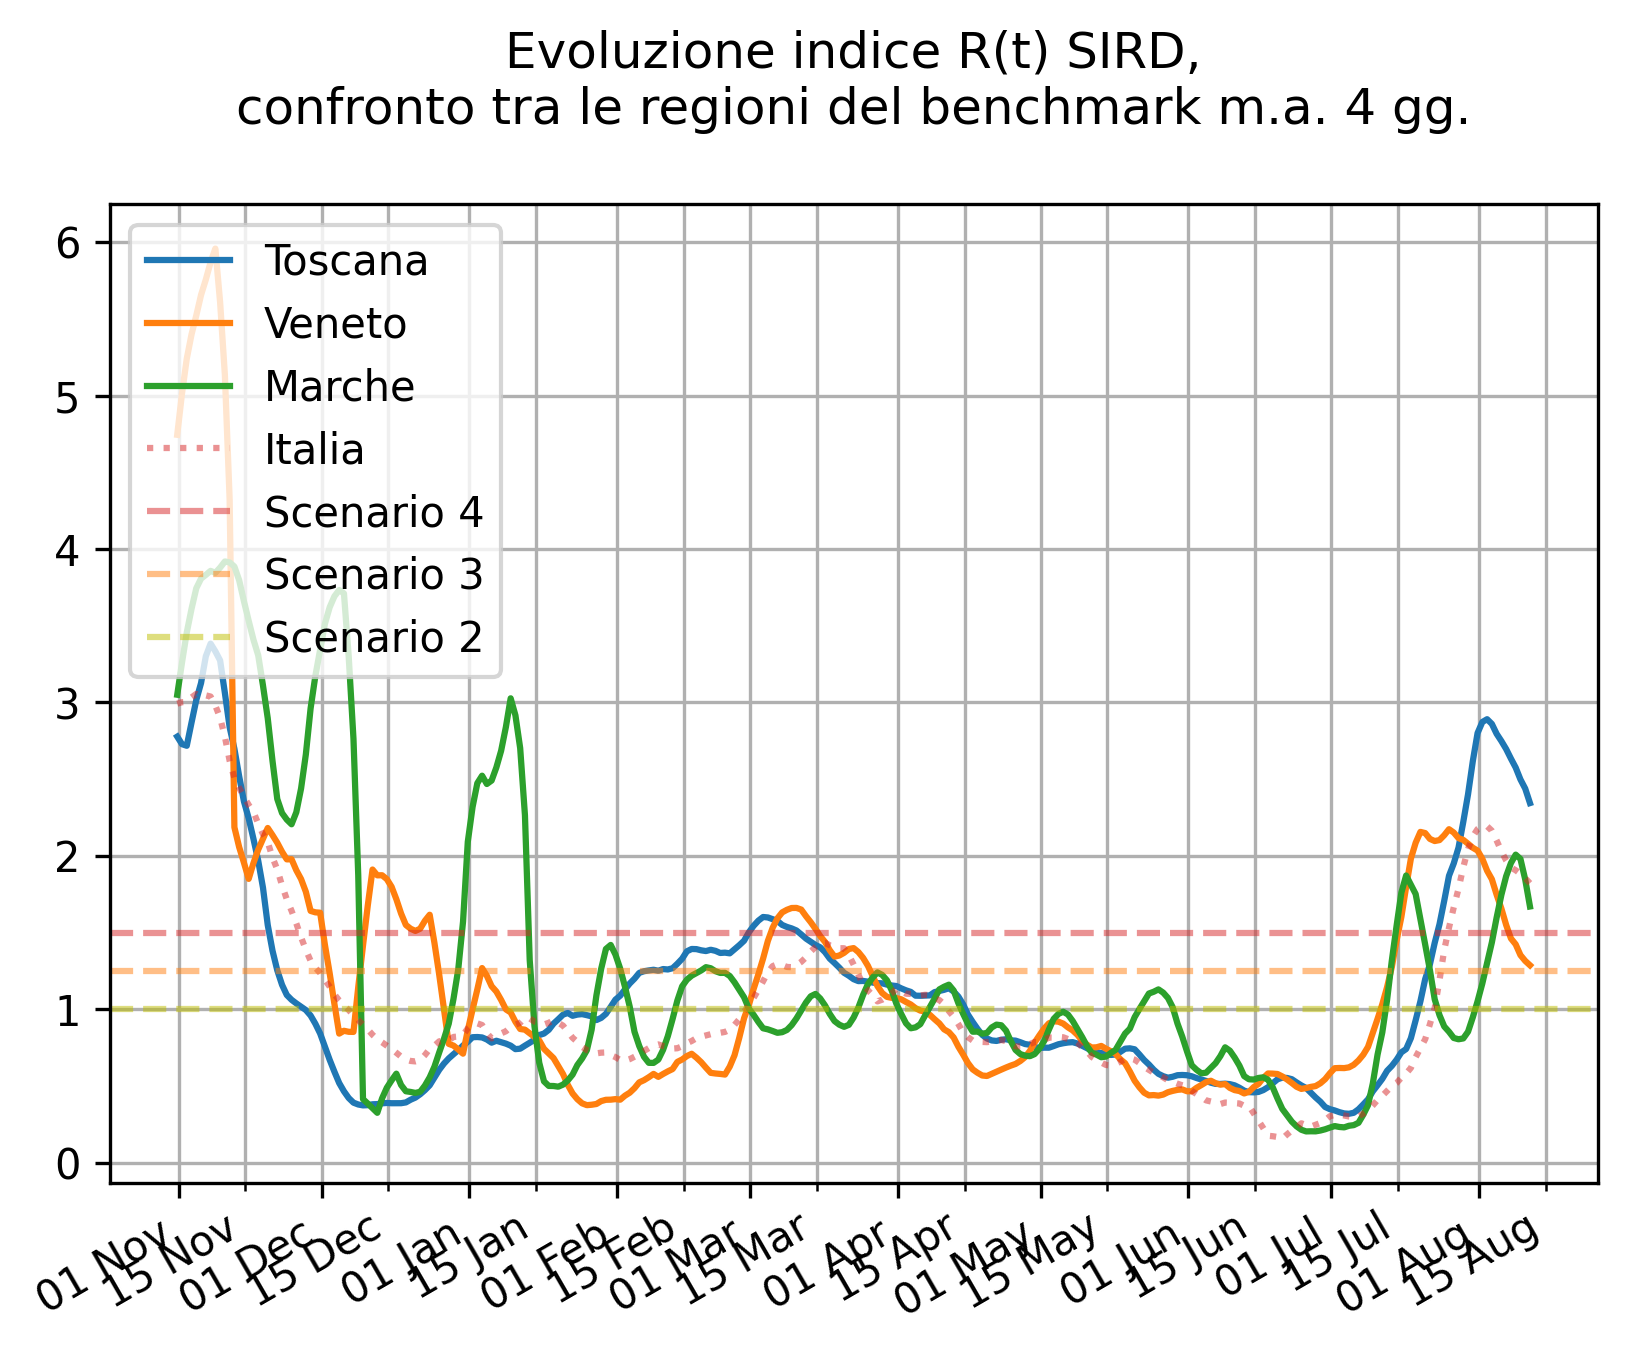 Evoluzione indice R(t) SIRD,
confronto tra le regioni del benchmark m.a. 4 gg.
6
5
4
3
2
1
0
Toscana
Veneto
Marche
Italia
Scenario 4
Scenario 3
Scenario 2
01 Nov
15 Nov
01 Dec
15 Dec
01 Jan
15 Jan
01 Feb
15 Feb
01 Mar
15 Mar
01 Apr
15 Apr
01 May
15 May
01 Jun
15 Jun
01 Jul
15 Jul
01 Aug
15 Aug